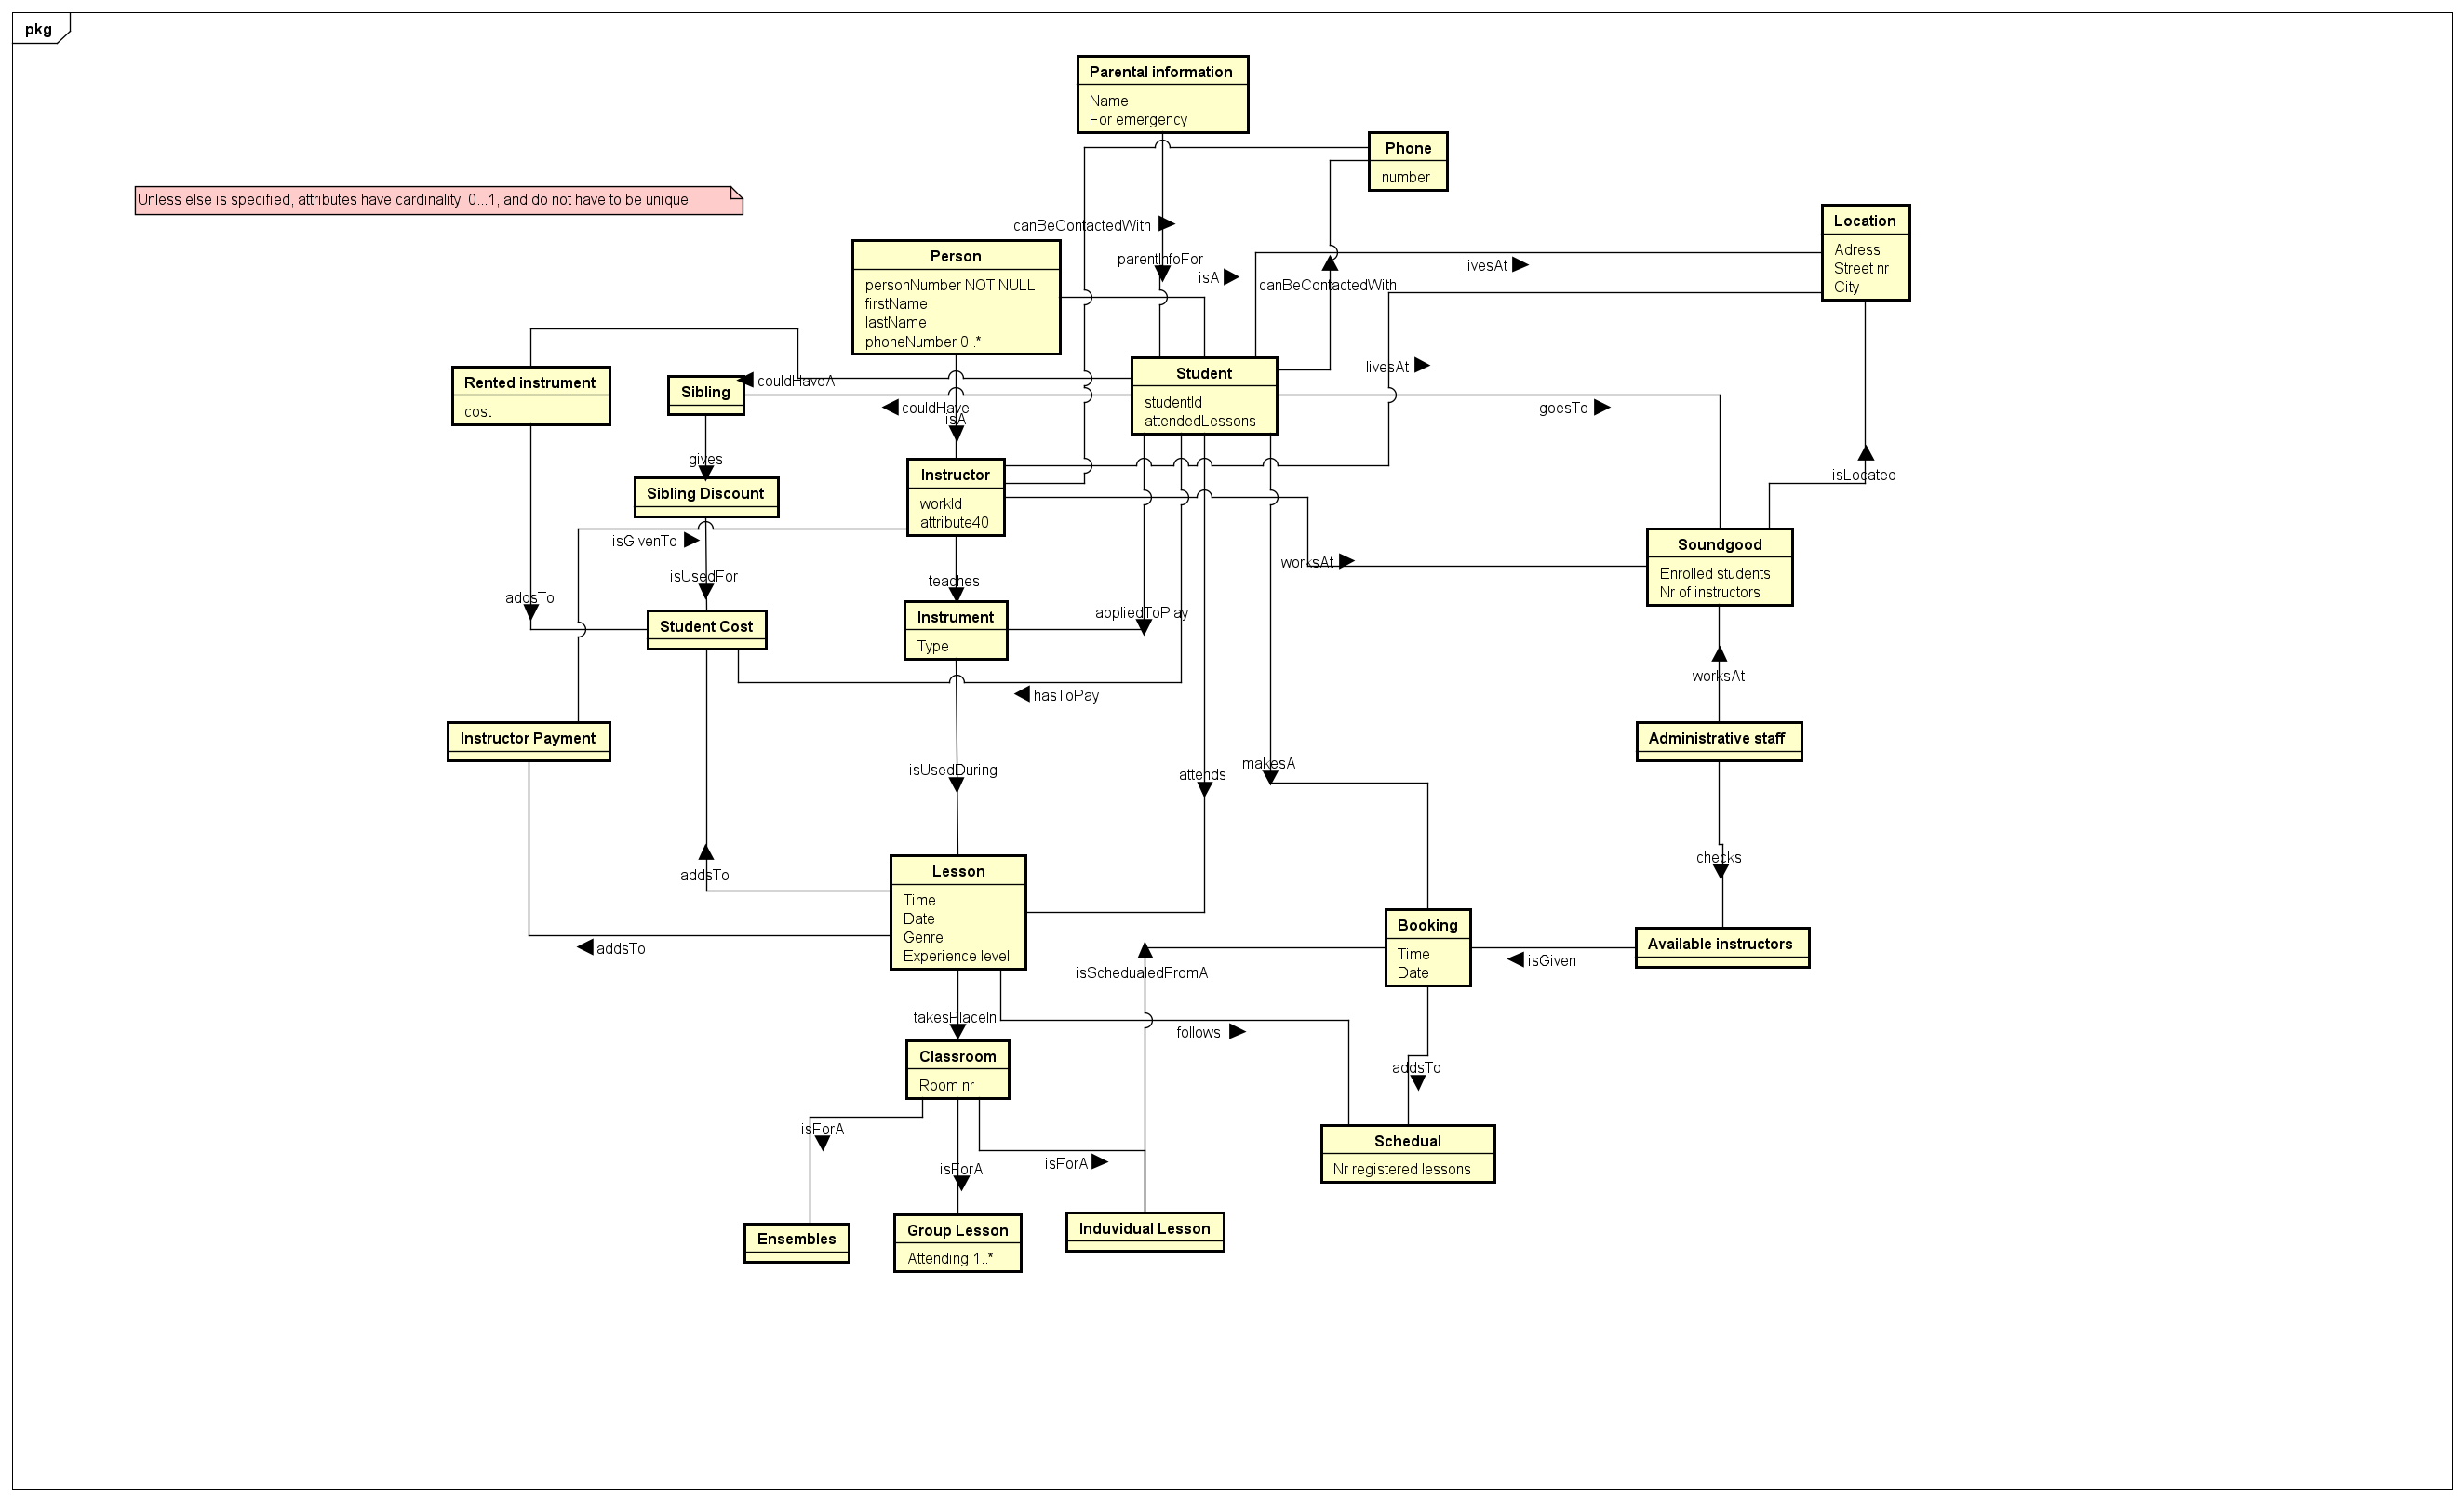 pkg
Parental information
Name
For emergency
Phone
number
Unless else is specified, attributes have cardinality  0...1, and do not have to be unique
Location
Adress
Street nr
City
canBeContactedWith
Person
personNumber NOT NULL
firstName
lastName
phoneNumber 0..*
parentInfoFor
isA
canBeContactedWith
livesAt
Rented instrument
cost
Sibling
couldHaveA
couldHave
isA
Student
studentId
attendedLessons
livesAt
goesTo
gives
Sibling Discount
Instructor
workId
attribute40
isLocated
isGivenTo
isUsedFor
teaches
worksAt
Soundgood
Enrolled students
Nr of instructors
addsTo
Student Cost
Instrument
Type
appliedToPlay
hasToPay
worksAt
Instructor Payment
Administrative staff
isUsedDuring
attends
makesA
addsTo
Lesson
Time
Date
Genre
Experience level
checks
addsTo
isSchedualedFromA
Booking
Time
Date
isGiven
Available instructors
takesPlaceIn
follows
addsTo
Classroom
Room nr
isForA
isForA
isForA
Schedual
Nr registered lessons
Ensembles
Group Lesson
Attending 1..*
Induvidual Lesson